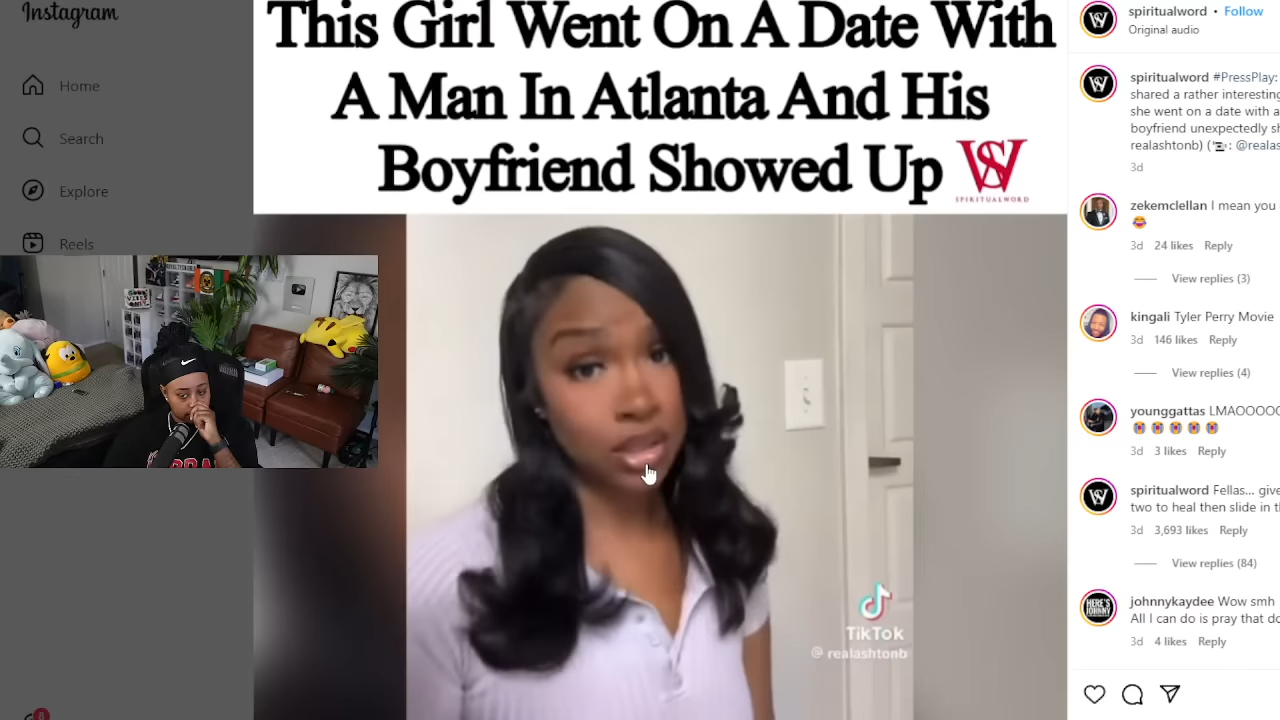 Instagram
Home
Search
Explore
Reels
This Girl Went On A Date With
A Man In Atlanta And His
Boyfriend Showed Up
SPIRITUALWORD
TikTok
@ realashtonb
spiritualword • Follow
Original audio
spiritualword #PressPlay:
shared a rather interesting
she went on a date with a
boyfriend unexpectedly
realashtonb) (
3d
zekemclellan I mean you
😂
3d 24 likes Reply
View replies (3)
kingali Tyler Perry Movie
3d 146 likes Reply
View replies (4)
younggattas
😭😭😭😭😭
3d 3 likes Reply
spiritualword Fellas... give
two to heal then slide in
3d 3,693 likes Reply
View replies (84)
johnnykaydee Wow smh
All I can do is pray that
3d 4 likes Reply